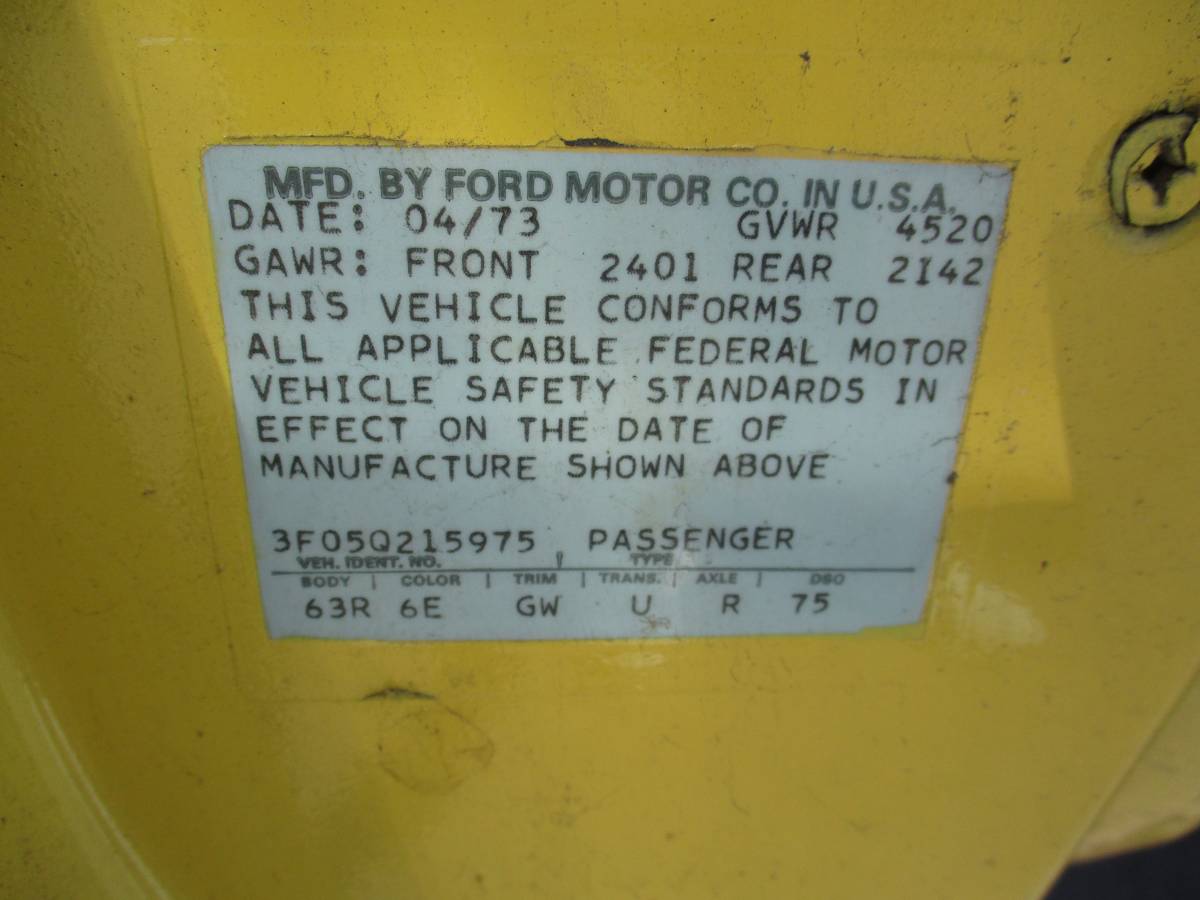 MFD. BY FORD MOTOR CO. IN U.S.A.
DATE: 04/73 GVWR 4520
GAWR: FRONT 2401 REAR 2142
THIS VEHICLE CONFORMS TO
ALL APPLICABLE FEDERAL MOTOR
VEHICLE SAFETY STANDARDS IN
EFFECT ON THE DATE OF
MANUFACTURE SHOWN ABOVE
3F05Q215975 PASSENGER
VEH. IDENT. NO. TYPE
BODY | COLOR | TRIM | TRANS. | AXLE | DSO
63R 6E GW U R 75